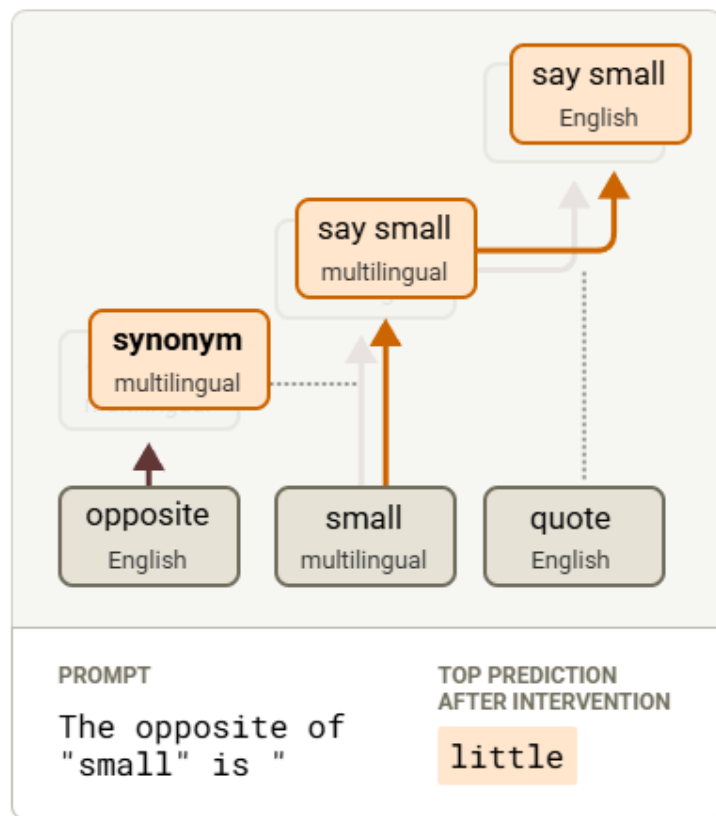 say small
English
say small
multilingual
synonym
multilingual
opposite
English
small
multilingual
quote
English
PROMPT
The opposite of
"small" is "
TOP PREDICTION
AFTER INTERVENTION
little